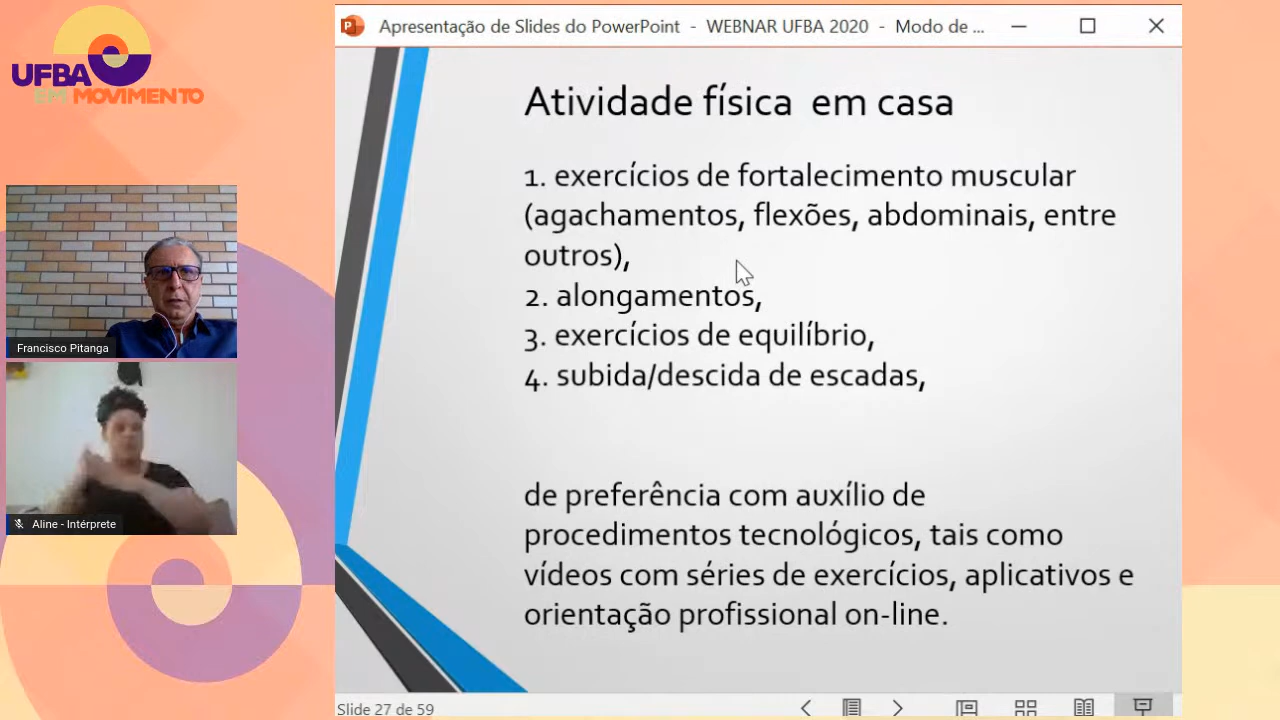 UFBA
EM MOVIMENTO
Apresentação de Slides do PowerPoint - WEBNAR UFBA 2020 - Modo de ...
Atividade física em casa
1. exercícios de fortalecimento muscular
(agachamentos, flexões, abdominais, entre
outros),
2. alongamentos,
3. exercícios de equilíbrio,
4. subida/descida de escadas,
de preferência com auxílio de
procedimentos tecnológicos, tais como
vídeos com séries de exercícios, aplicativos e
orientação profissional on-line.
Francisco Pitanga
Aline - Intérprete
Slide 27 de 59